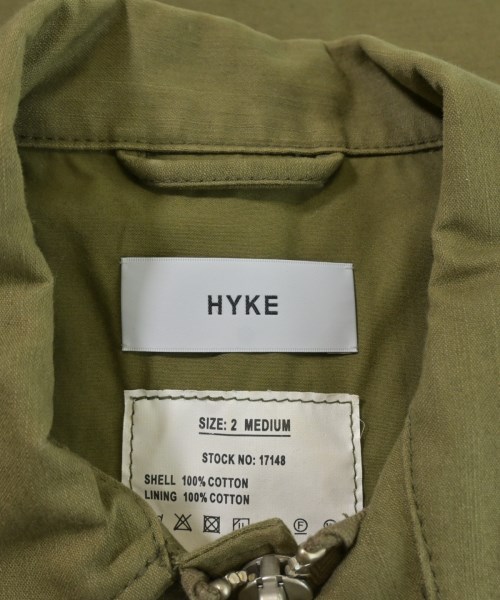 HYKE
SIZE: 2 MEDIUM
STOCK NO: 17148
SHELL 100% COTTON
LINING 100% COTTON